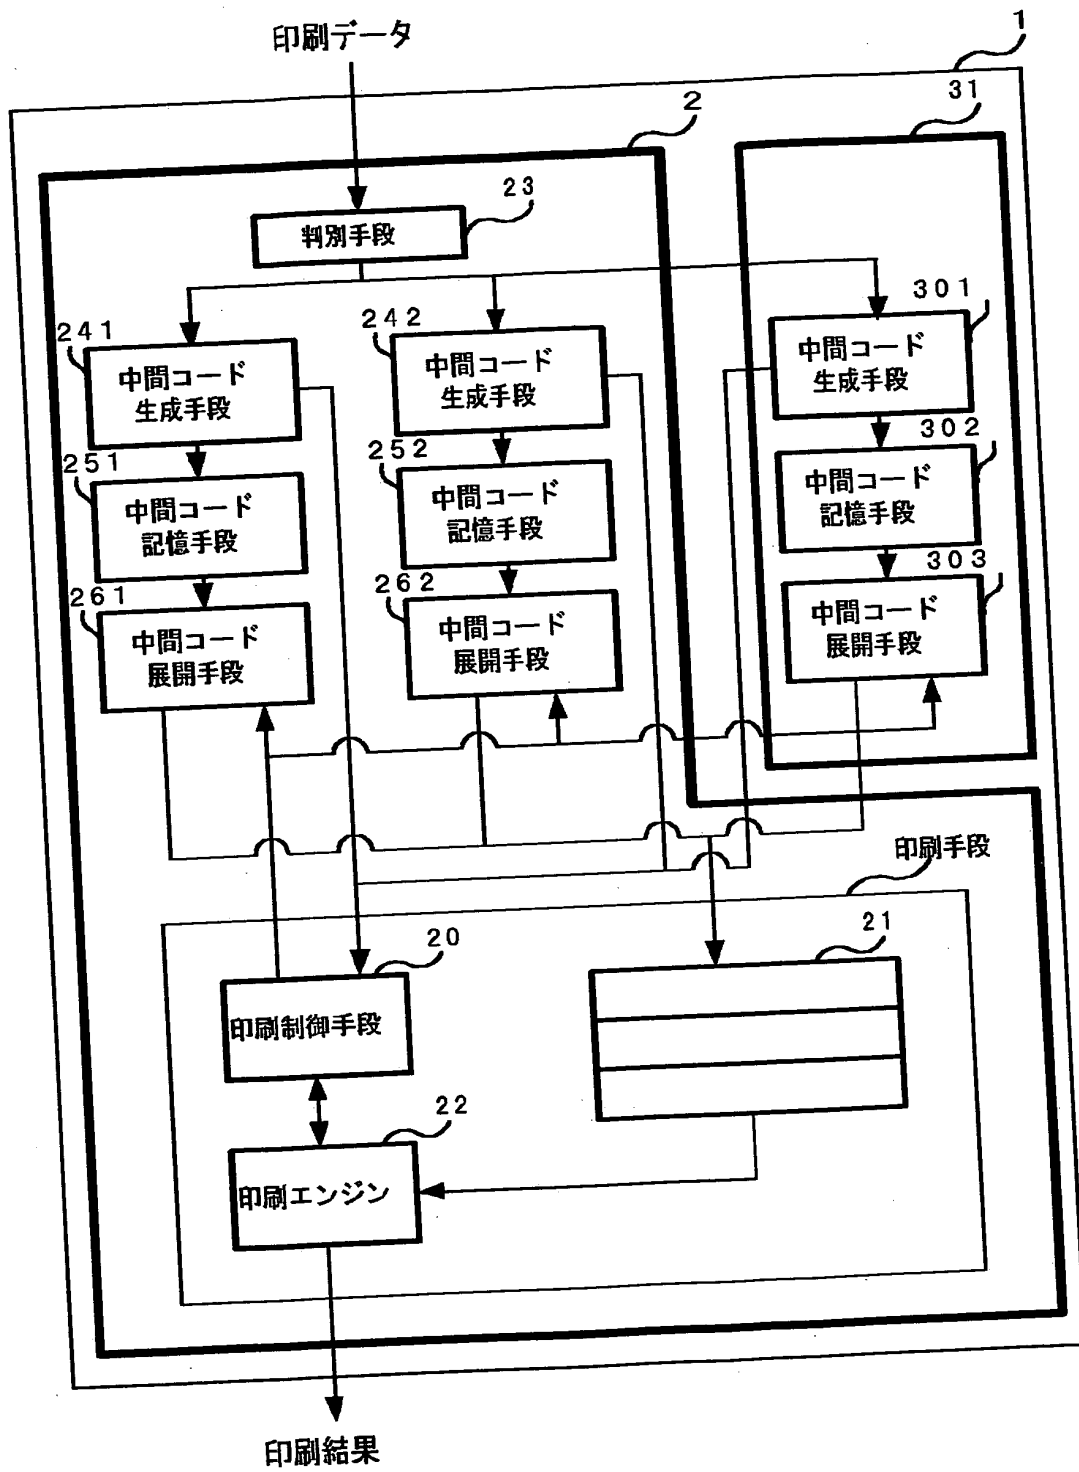 印刷データ
1
2
31
23
判別手段
241
中間コード
生成手段
242
中間コード
生成手段
301
中間コード
生成手段
251
中間コード
記憶手段
252
中間コード
記憶手段
302
中間コード
記憶手段
261
中間コード
展開手段
262
中間コード
展開手段
303
中間コード
展開手段
印刷手段
20
印刷制御手段
21
22
印刷エンジン
印刷結果